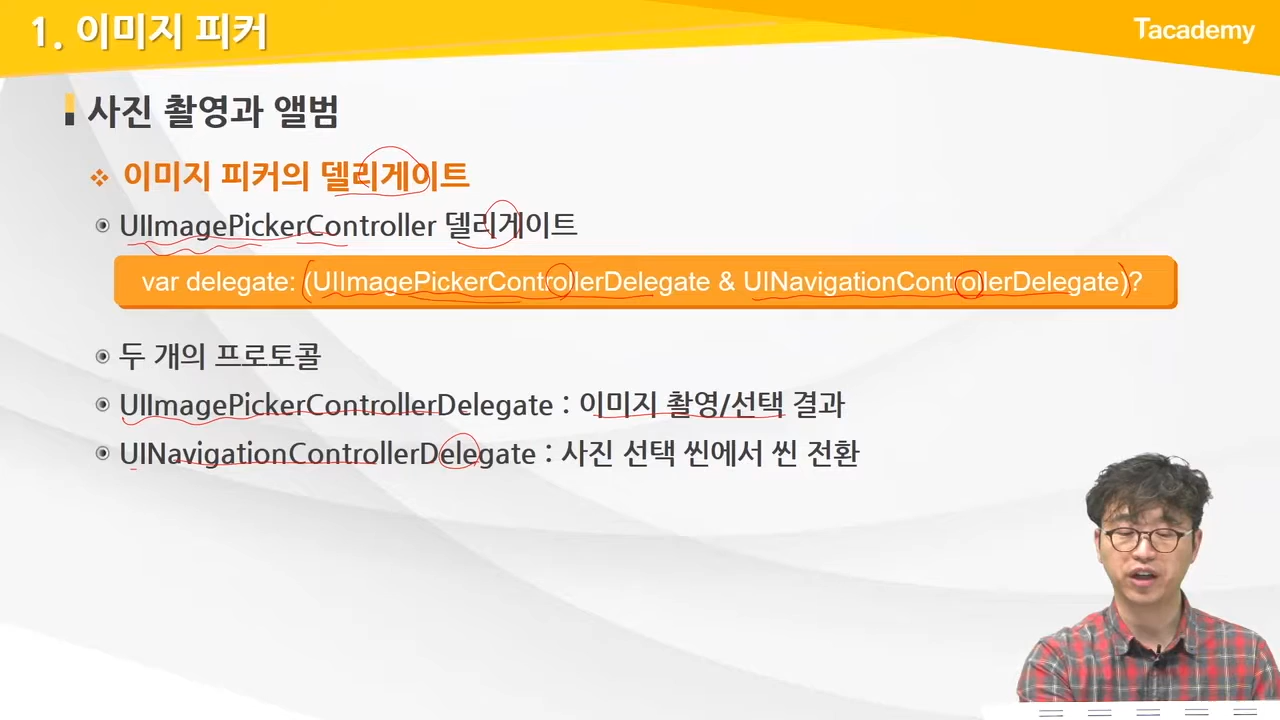 1. 이미지 피커
Tacademy
사진 촬영과 앨범
이미지 피커의 델리게이트
UIImagePickerController 델리게이트
var delegate: (UIImagePickerControllerDelegate & UINavigationControllerDelegate)?
두 개의 프로토콜
UIImagePickerControllerDelegate : 이미지 촬영/선택 결과
UINavigationControllerDelegate : 사진 선택 씬에서 씬 전환